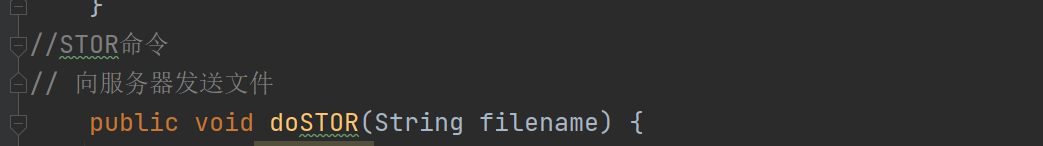 }
//STOR命令
// 向服务器发送文件
public void doSTOR(String filename) {